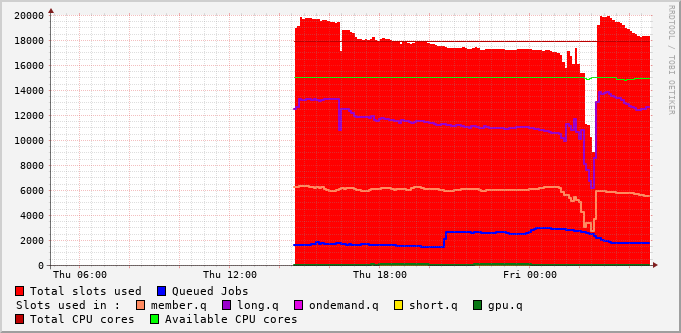 20000
18000
16000
14000
12000
10000
8000
6000
4000
2000
0
Thu 06:00 Thu 12:00 Thu 18:00 Fri 00:00
RRDTOOL / TOBI OETIKER
Total slots used Queued Jobs
Slots used in : member.q long.q ondemand.q short.q gpu.q
Total CPU cores Available CPU cores